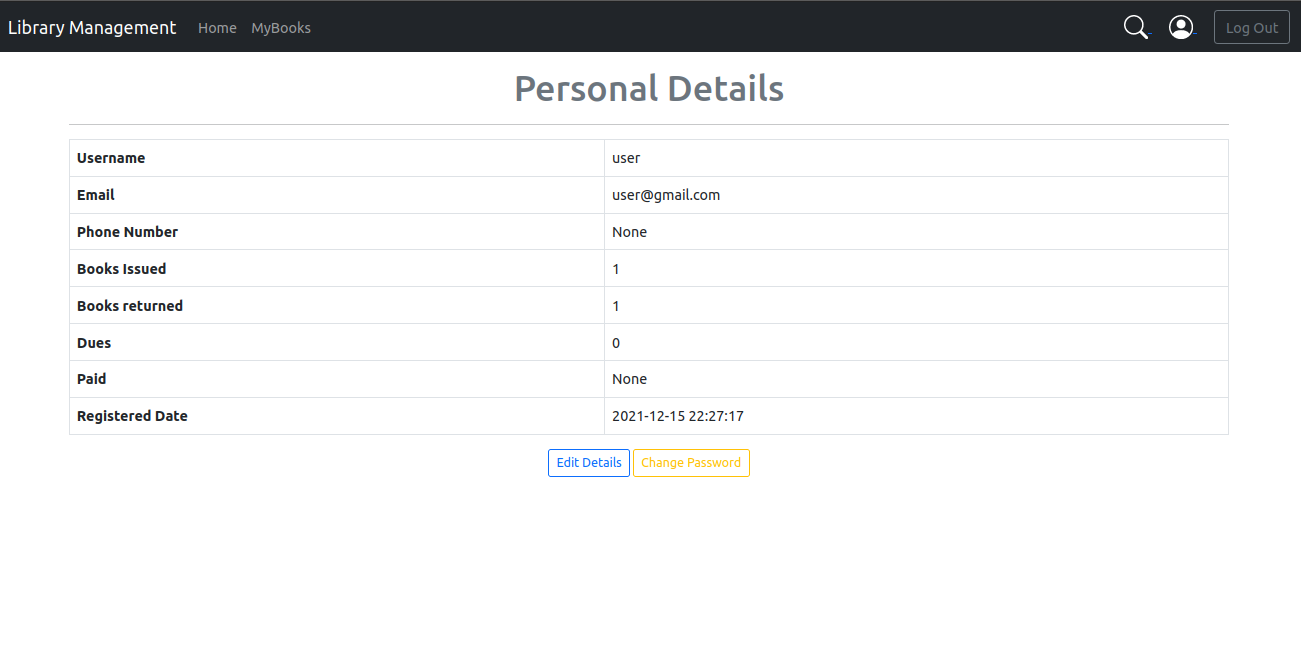 Library Management Home MyBooks Log Out
Personal Details
Username user
Email user@gmail.com
Phone Number None
Books Issued 1
Books returned 1
Dues 0
Paid None
Registered Date 2021-12-15 22:27:17
Edit Details Change Password